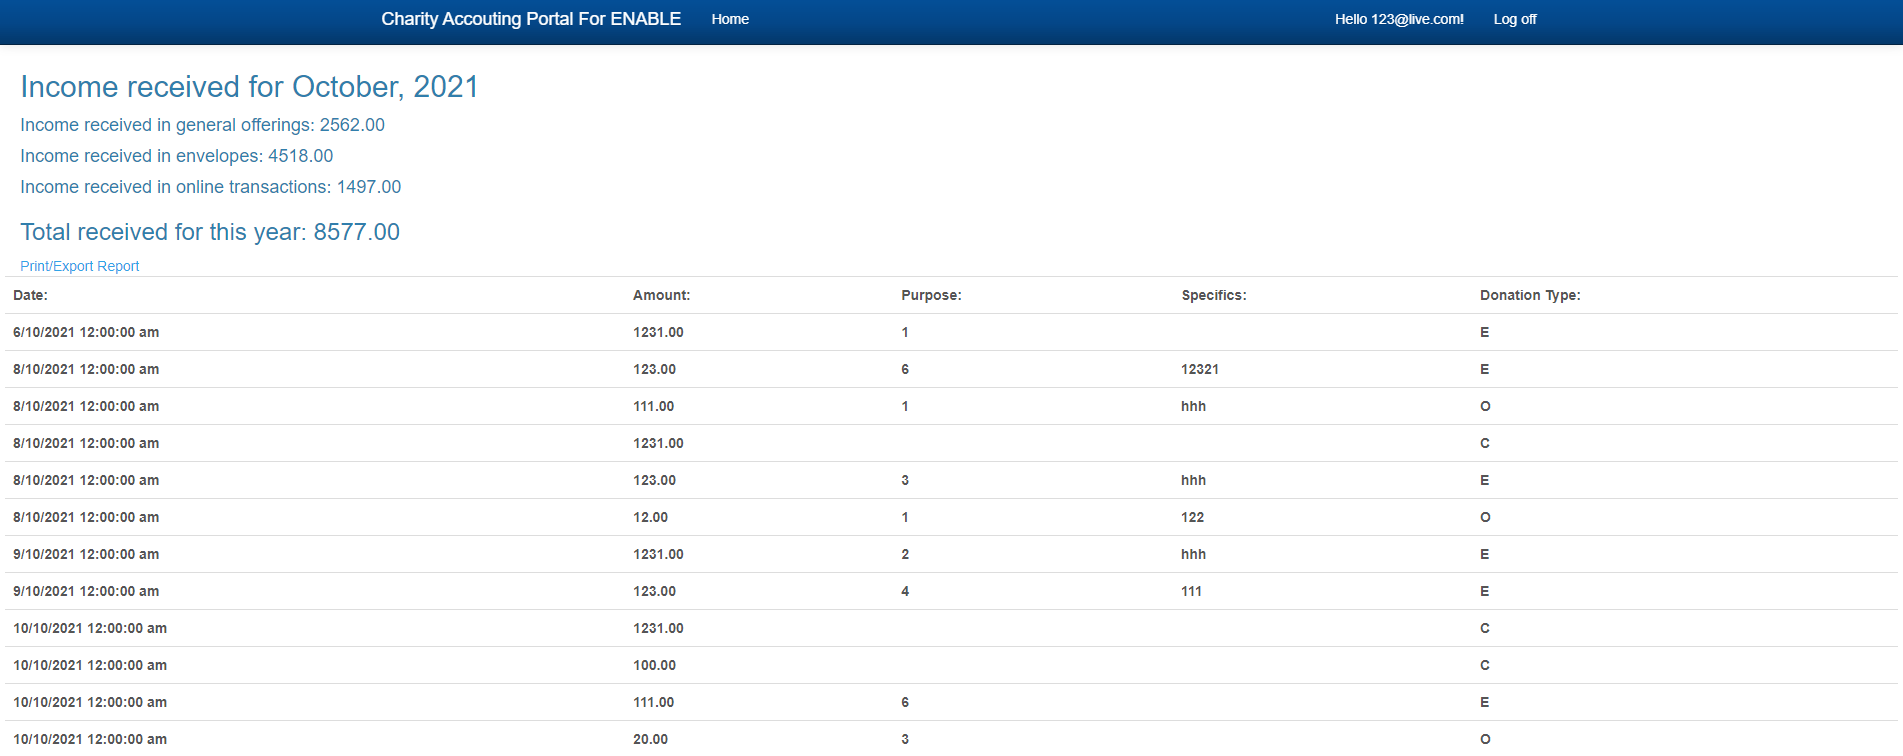 Charity Accouting Portal For ENABLE Home Hello 123@live.com! Log off
Income received for October, 2021
Income received in general offerings: 2562.00
Income received in envelopes: 4518.00
Income received in online transactions: 1497.00
Total received for this year: 8577.00
Print/Export Report
Date: Amount: Purpose: Specifics: Donation Type:
6/10/2021 12:00:00 am 1231.00 1 E
8/10/2021 12:00:00 am 123.00 6 12321 E
8/10/2021 12:00:00 am 111.00 1 hhh O
8/10/2021 12:00:00 am 1231.00 C
8/10/2021 12:00:00 am 123.00 3 hhh E
8/10/2021 12:00:00 am 12.00 1 122 O
9/10/2021 12:00:00 am 1231.00 2 hhh E
9/10/2021 12:00:00 am 123.00 4 111 E
10/10/2021 12:00:00 am 1231.00 C
10/10/2021 12:00:00 am 100.00 C
10/10/2021 12:00:00 am 111.00 6 E
10/10/2021 12:00:00 am 20.00 3 O